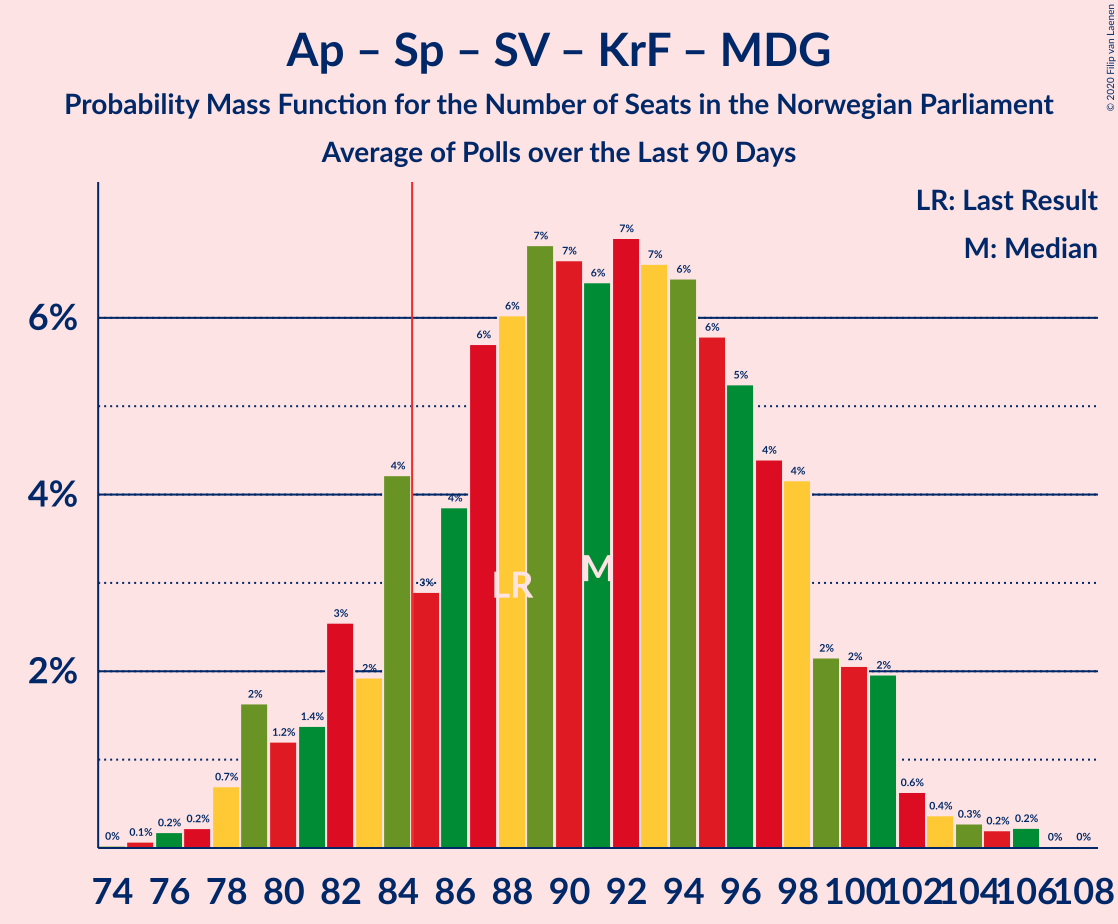 Ap – Sp – SV – KrF – MDG
Probability Mass Function for the Number of Seats in the Norwegian Parliament
Average of Polls over the Last 90 Days
© 2020 Filip van Laenen
LR: Last Result
M: Median
6%
4%
2%
0% 0.1% 0.2% 0.2% 0.7% 2% 1.2% 1.4% 3% 2% 4% 3% 4% 6% 6% 7% 7% 6% 7% 7% 6% 6% 5% 4% 4% 2% 2% 2% 0.6% 0.4% 0.3% 0.2% 0.2% 0% 0%
LR M
74 76 78 80 82 84 86 88 90 92 94 96 98 100 102 104 106 108